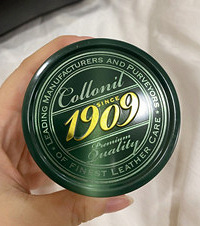 LEADING MANUFACTURERS AND PURVEYORS
Collonil
SINCE
1909
Premium
Quality
OF FINEST LEATHER CARE